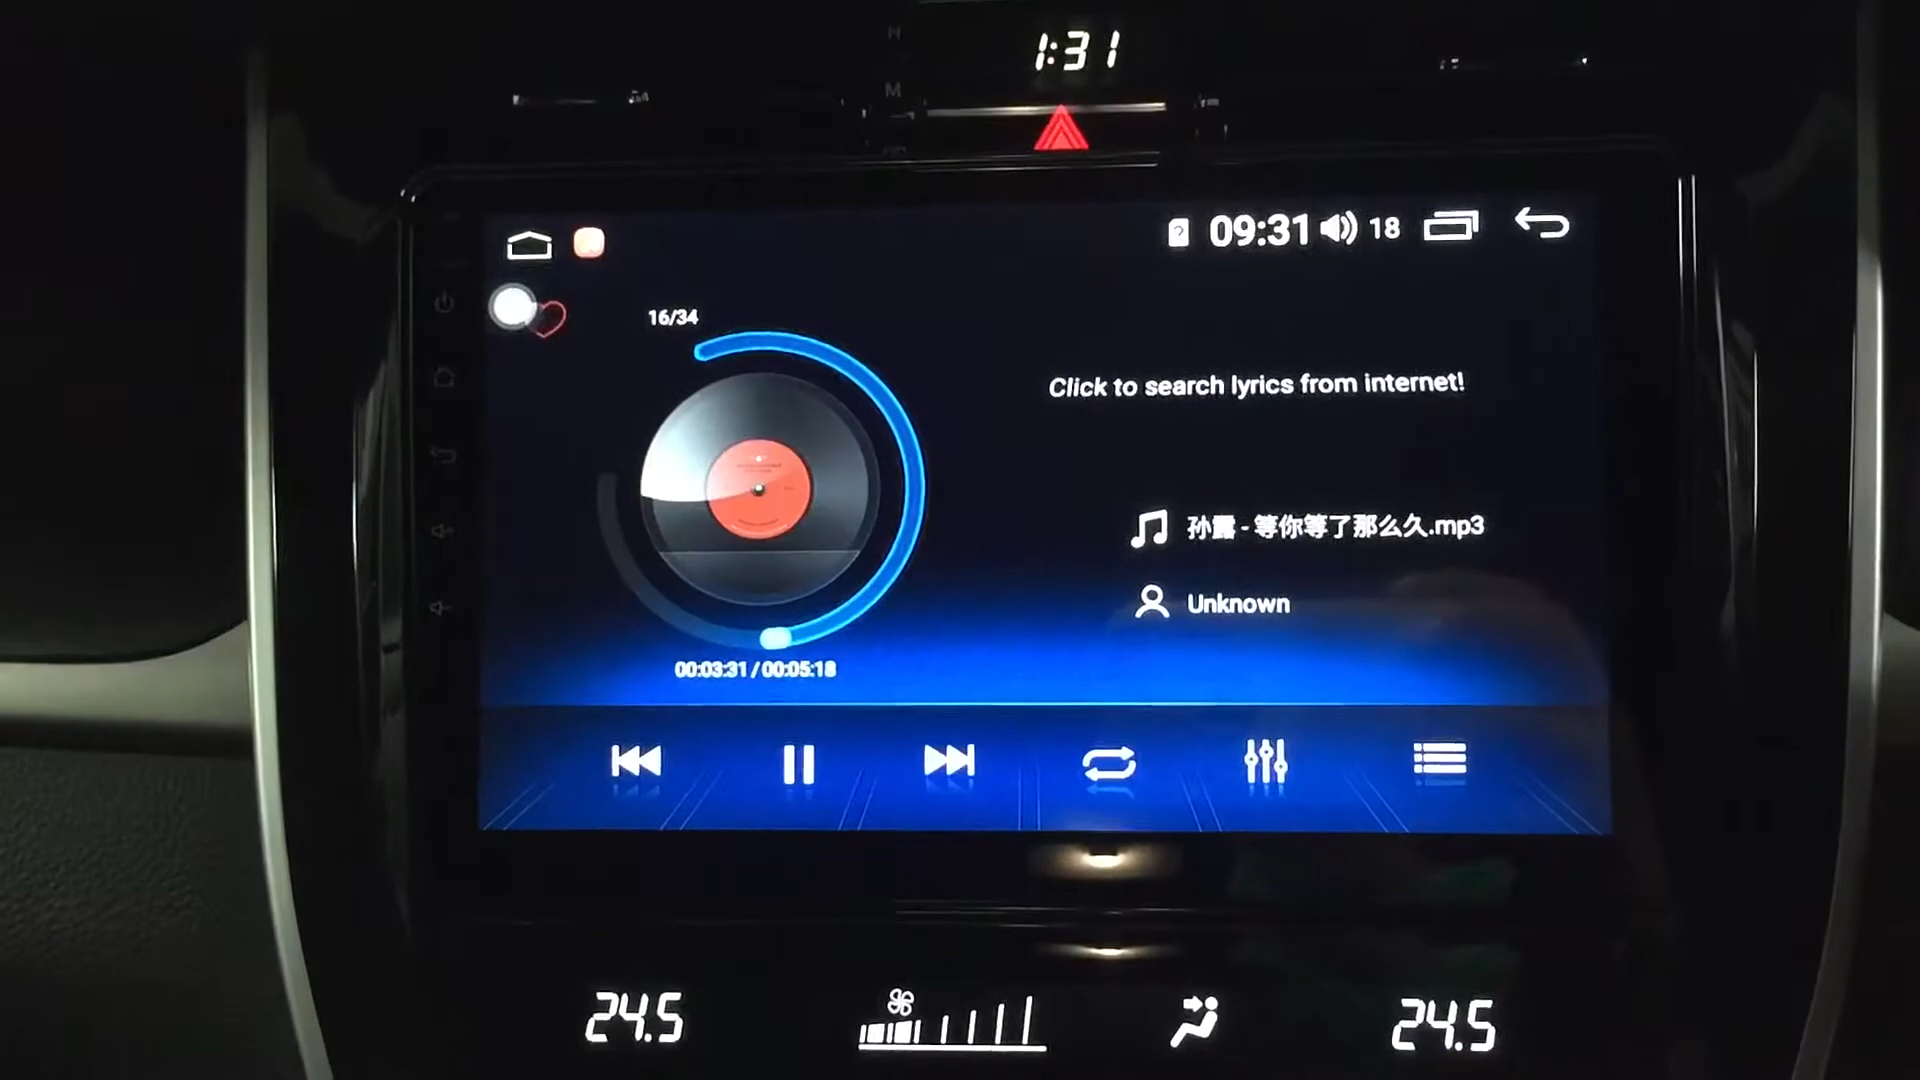 H
1:31
M
09:31 18
16/34
Click to search lyrics from internet!
孙露 - 等你等了那么久.mp3
Unknown
00:03:31 / 00:05:18
24.5
24.5